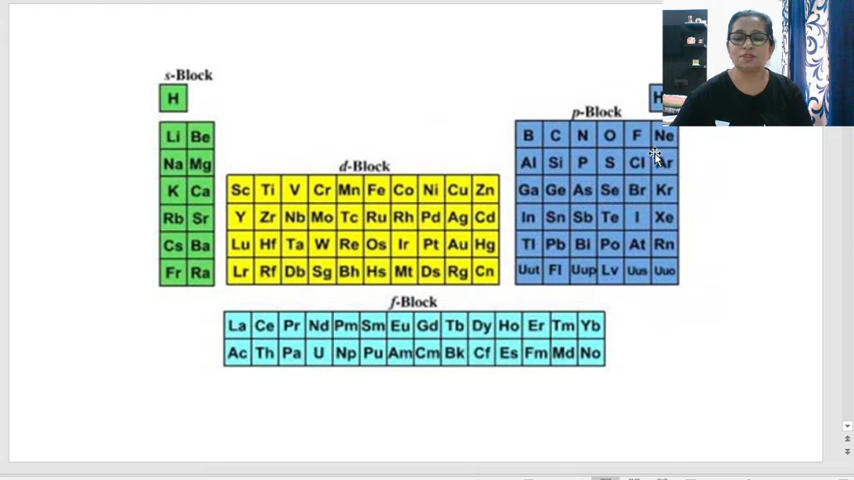 s-Block
H
p-Block
B C N O F Ne
Li Be
Na Mg
Al Si P S Cl Ar
d-Block
K Ca Sc Ti V Cr Mn Fe Co Ni Cu Zn Ga Ge As Se Br Kr
Rb Sr Y Zr Nb Mo Tc Ru Rh Pd Ag Cd In Sn Sb Te I Xe
Cs Ba Lu Hf Ta W Re Os Ir Pt Au Hg Tl Pb Bi Po At Rn
Fr Ra Lr Rf Db Sg Bh Hs Mt Ds Rg Cn Uut Fl Uup Lv Uus Uuo
f-Block
La Ce Pr Nd Pm Sm Eu Gd Tb Dy Ho Er Tm Yb
Ac Th Pa U Np Pu Am Cm Bk Cf Es Fm Md No